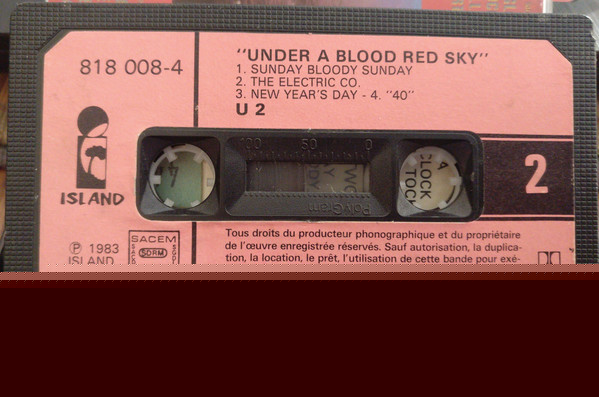 818 008-4
"UNDER A BLOOD RED SKY"
1. SUNDAY BLOODY SUNDAY
2. THE ELECTRIC CO.
3. NEW YEAR'S DAY - 4. "40"
U 2
100 50 0
CLOCK
TOCK
PolyGram
ISLAND
2
Ⓟ 1983
ISLAND
SACEM
SDRM
Tous droits du producteur phonographique et du propriétaire
de l'œuvre enregistrée réservés. Sauf autorisation, la duplica-
tion, la location, le prêt, l'utilisation de cette bande pour exé-